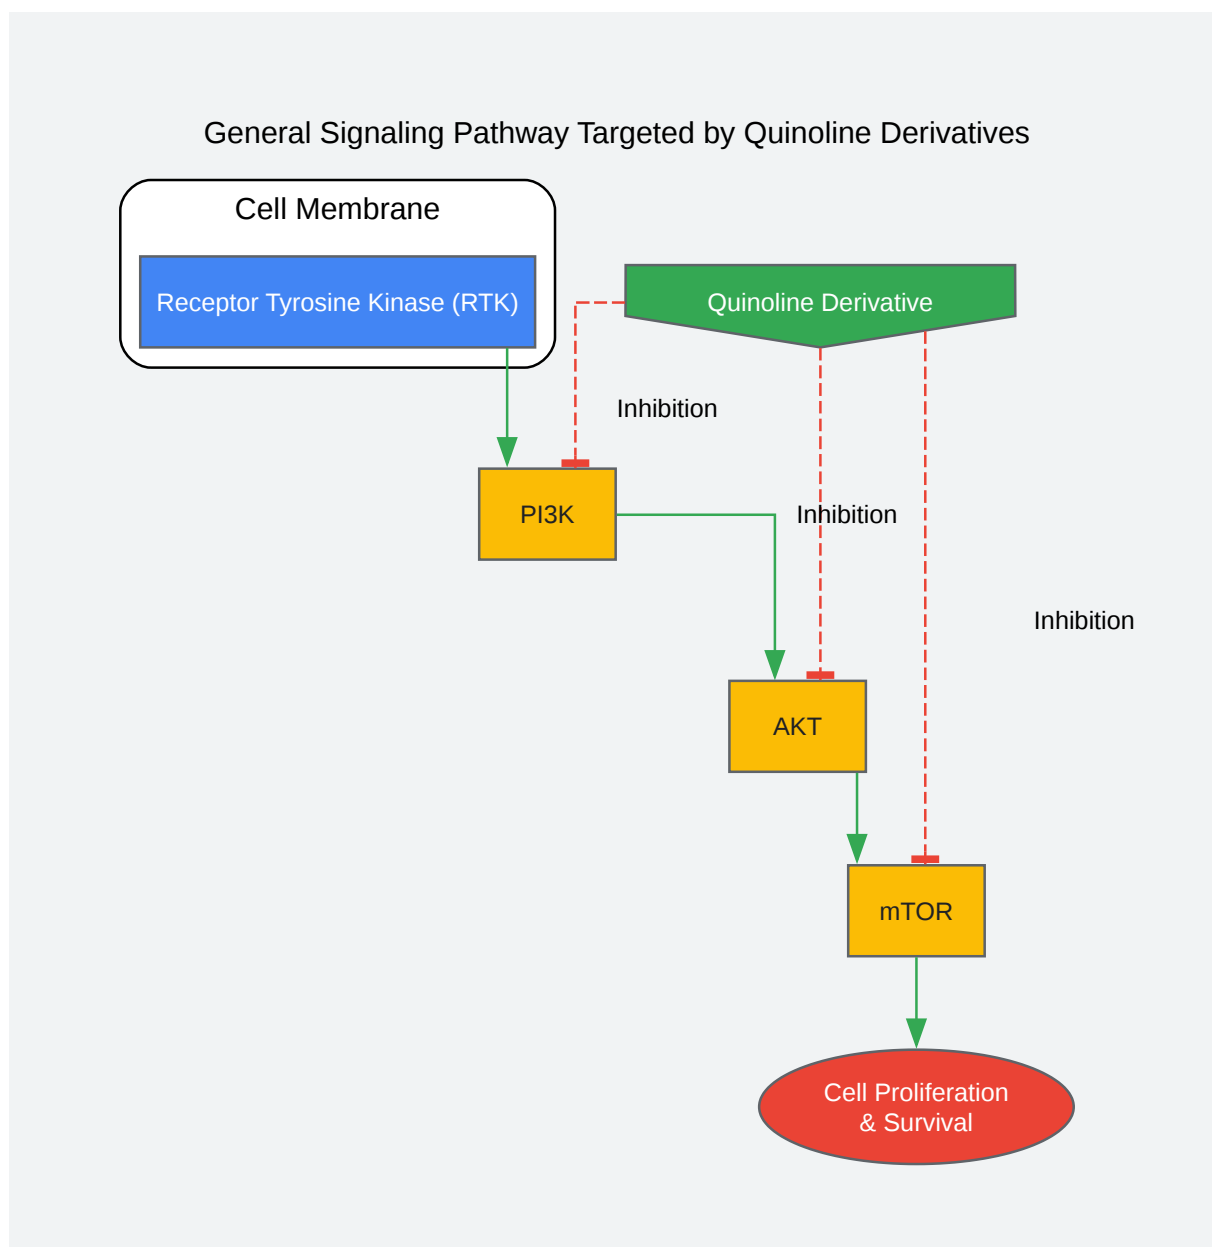 General Signaling Pathway Targeted by Quinoline Derivatives
Cell Membrane
Receptor Tyrosine Kinase (RTK)
Quinoline Derivative
Inhibition
PI3K
Inhibition
Inhibition
AKT
mTOR
Cell Proliferation
& Survival